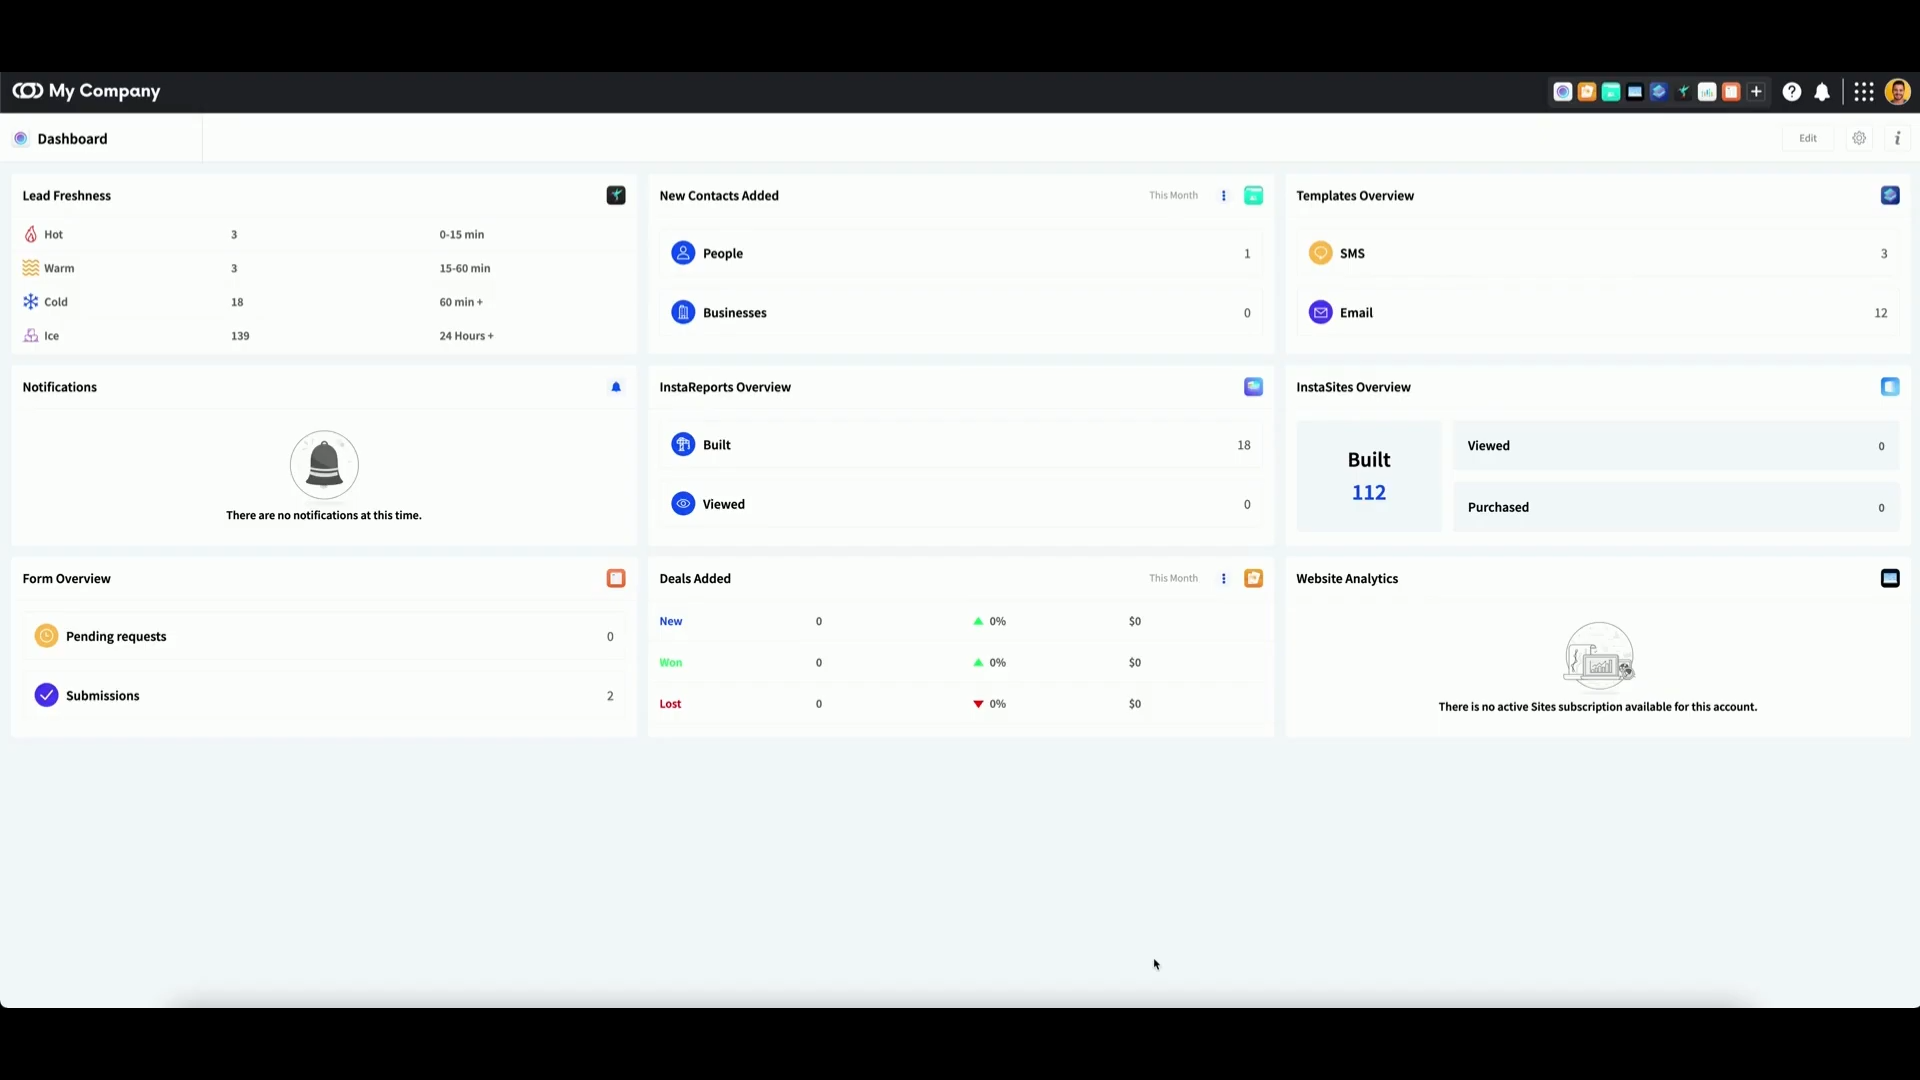 My Company
Dashboard
Edit
Lead Freshness
Hot 3 0-15 min
Warm 3 15-60 min
Cold 18 60 min +
Ice 139 24 Hours +
New Contacts Added This Month
People 1
Businesses 0
Templates Overview
SMS 3
Email 12
Notifications
There are no notifications at this time.
InstaReports Overview
Built 18
Viewed 0
InstaSites Overview
Built
112
Viewed 0
Purchased 0
Form Overview
Pending requests 0
Submissions 2
Deals Added This Month
New 0 0% $0
Won 0 0% $0
Lost 0 0% $0
Website Analytics
There is no active Sites subscription available for this account.